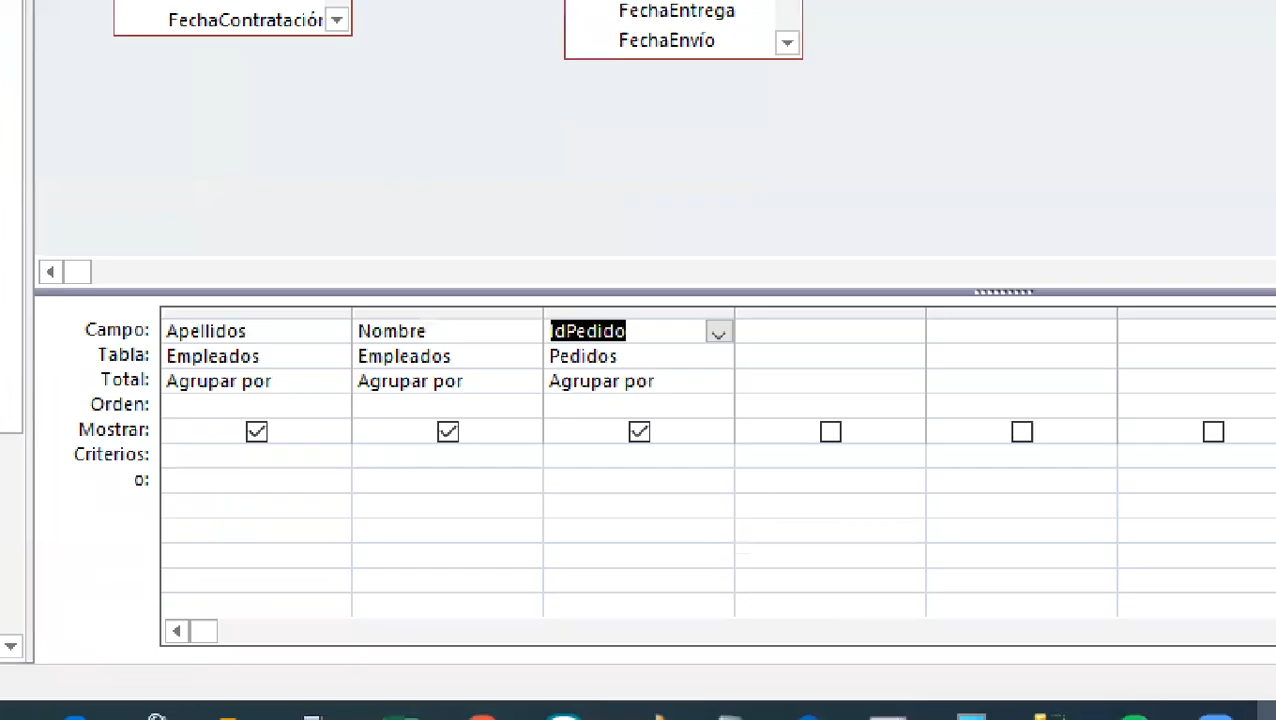 FechaContratación
FechaEntrega
FechaEnvío
Campo: Apellidos Nombre IdPedido
Tabla: Empleados Empleados Pedidos
Total: Agrupar por Agrupar por Agrupar por
Orden:
Mostrar:
Criterios:
o: